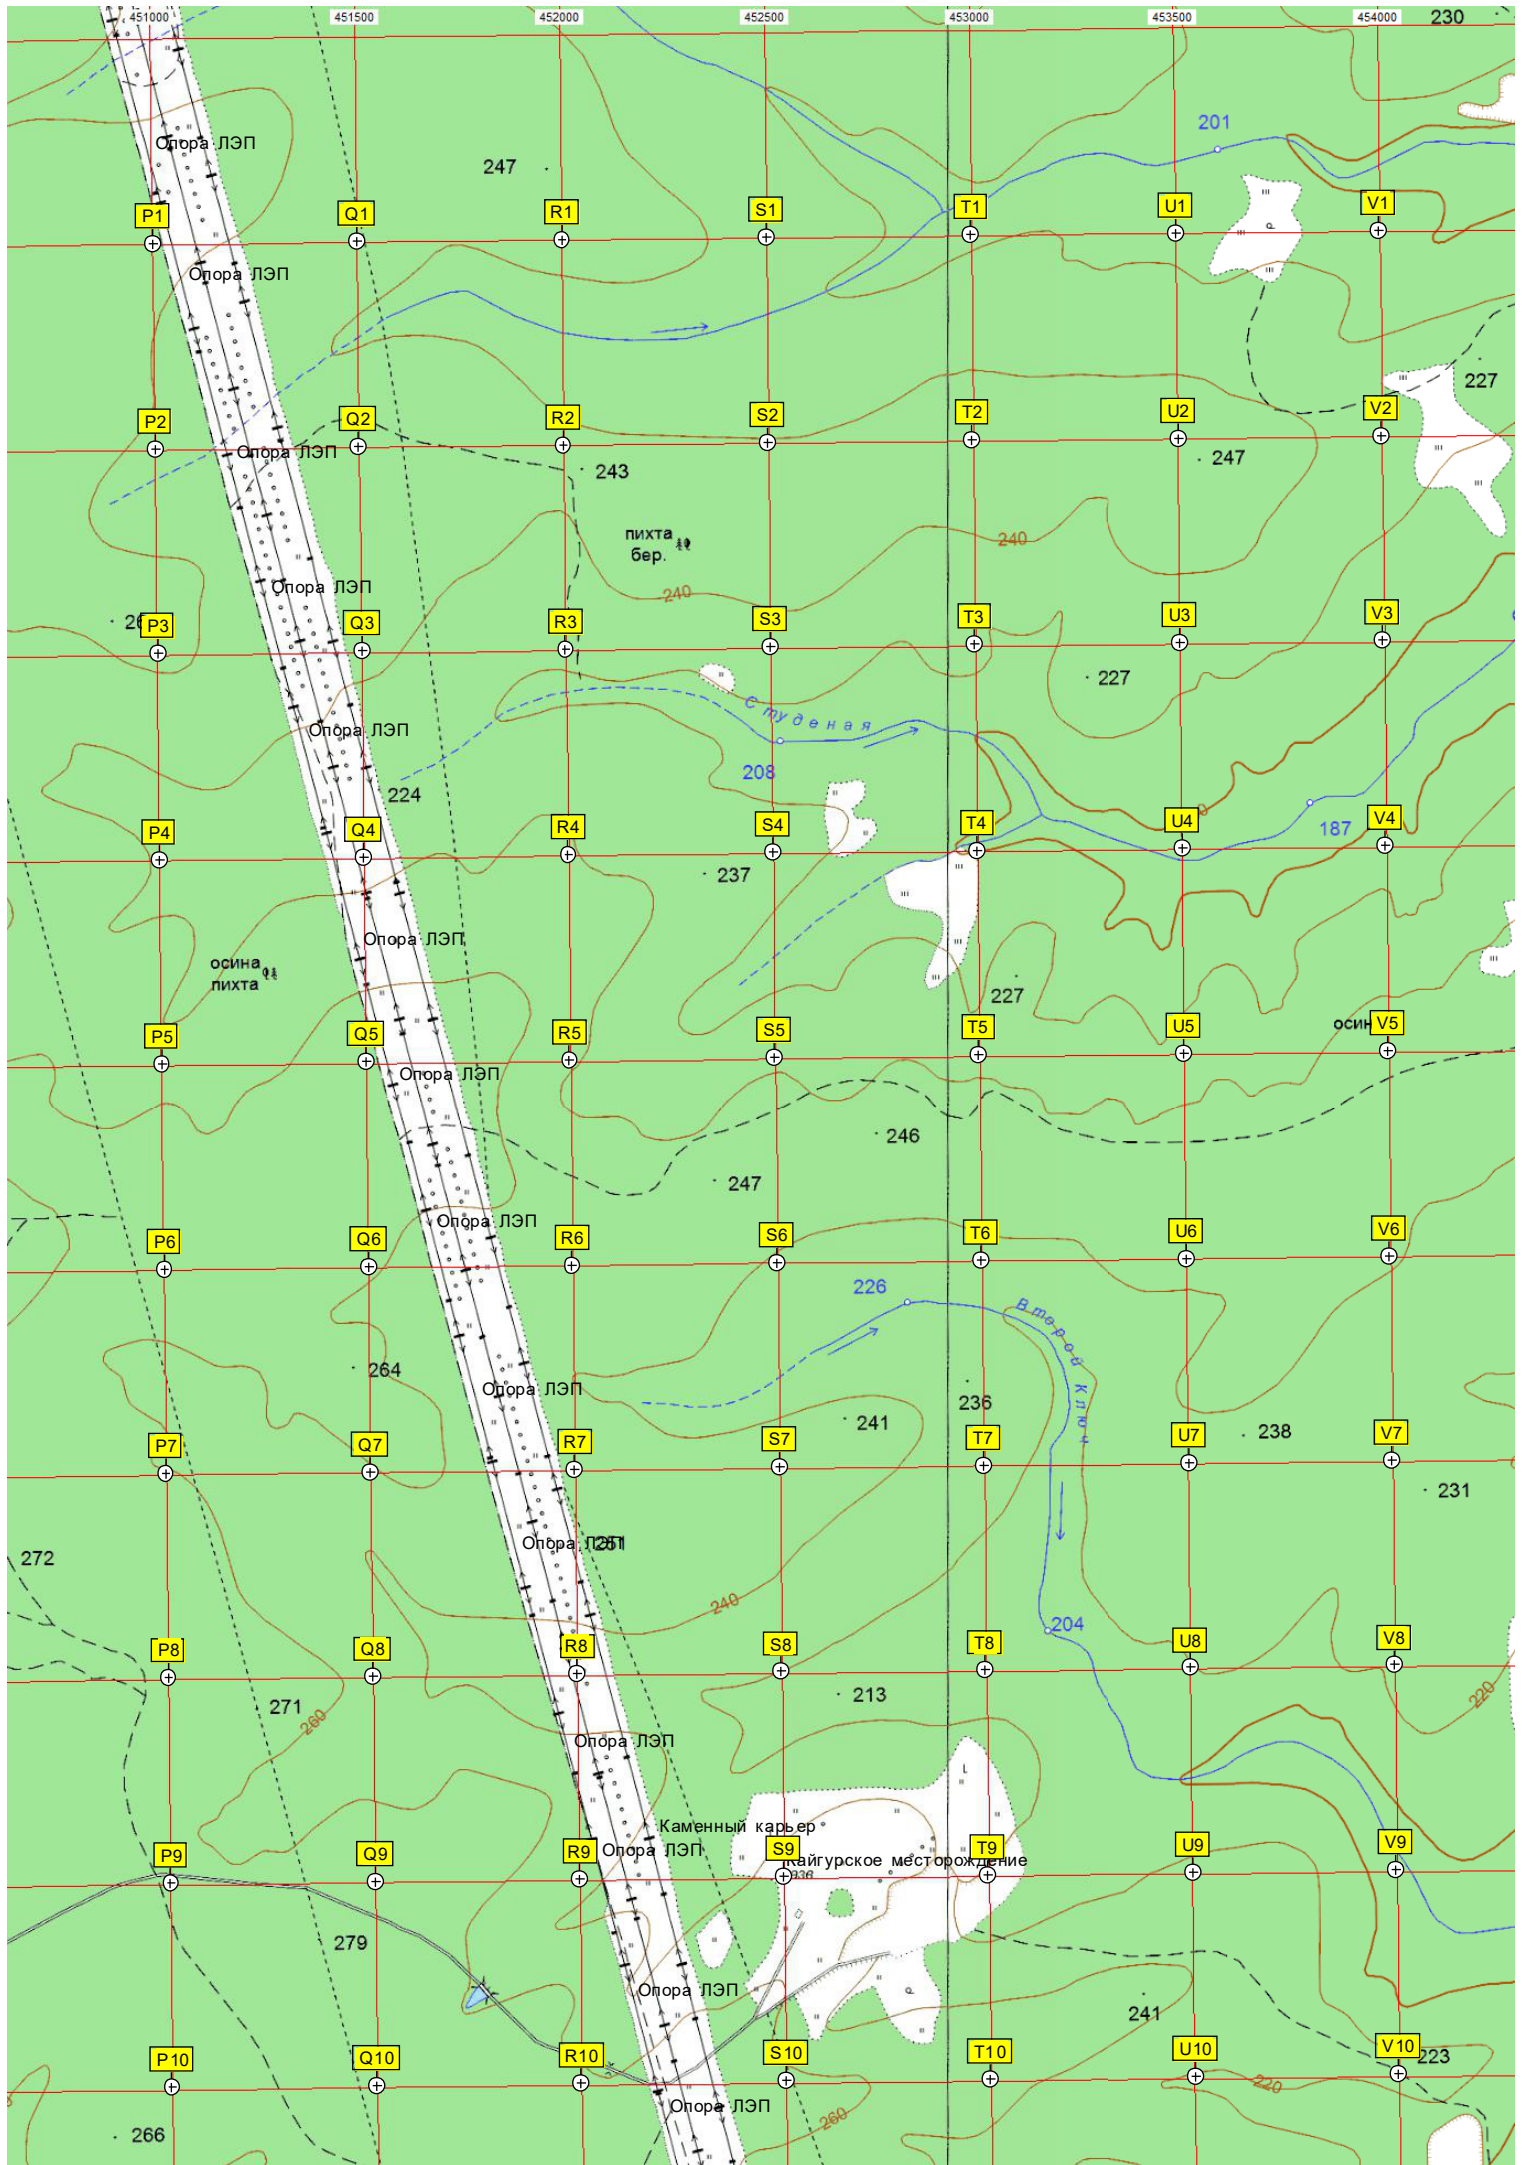 451000 451500 452000 452500 453000 453500 454000 230
201
Опора ЛЭП
247
P1 Q1 R1 S1 T1 U1 V1
Опора ЛЭП
227
P2 Q2 R2 S2 T2 U2 V2
Опора ЛЭП
243
247
пихта
бер.
240
Опора ЛЭП
240
P3 Q3 R3 S3 T3 U3 V3
227
Студеная
Опора ЛЭП
208
224
187
P4 Q4 R4 S4 T4 U4 V4
237
Опора ЛЭП
осина
пихта
227
P5 Q5 R5 S5 T5 U5 V5
Опора ЛЭП
246
247
Опора ЛЭП
P6 Q6 R6 S6 T6 U6 V6
226
Второй Ключ
264
Опора ЛЭП
236
241
238
P7 Q7 R7 S7 T7 U7 V7
231
Опора ЛЭП
251
272
240
204
P8 Q8 R8 S8 T8 U8 V8
213
271
260
220
Опора ЛЭП
Каменный карьер
P9 Q9 R9 S9 T9 U9 V9
Опора ЛЭП
Кайгурское месторождение
279
Опора ЛЭП
241
P10 Q10 R10 S10 T10 U10 V10
223
220
Опора ЛЭП
260
266